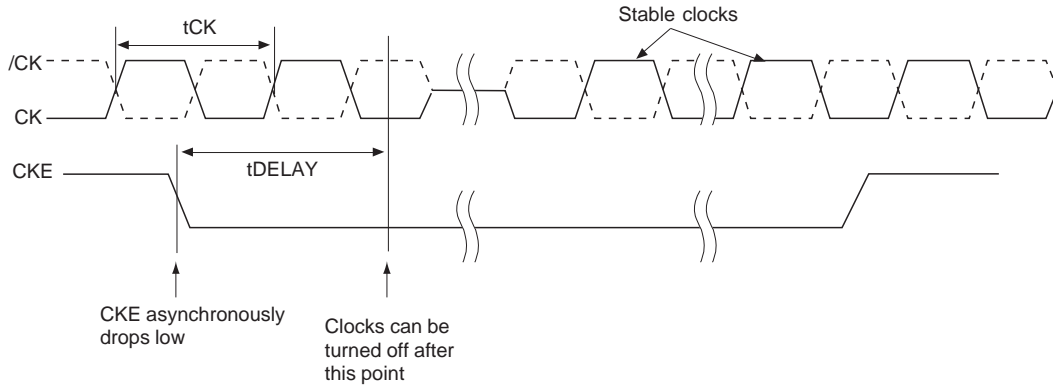 Stable clocks
tCK
/CK
CK
tDELAY
CKE
CKE asynchronously
drops low
Clocks can be
turned off after
this point